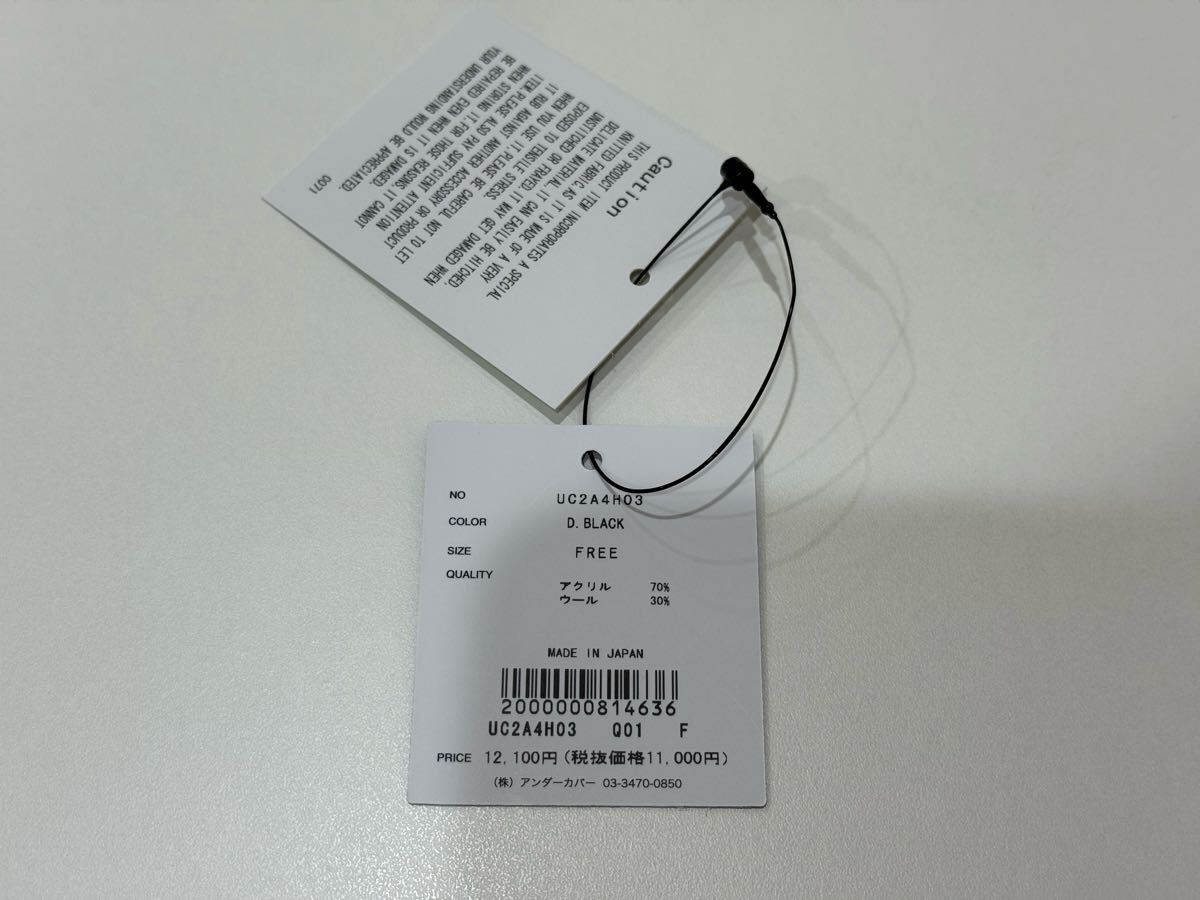 Caution
THIS PRODUCT ITEM INCORPORATES A SPECIAL
KNITTED FABRIC AS IT IS MADE OF A VERY
DELICATE MATERIAL. IT CAN EASILY BE HITCHED,
UNSTITCHED OR FRAYED. IT MAY GET DAMAGED WHEN
EXPOSED TO TENSILE STRESS.
WHEN YOU USE IT, PLEASE BE CAREFUL NOT TO LET
IT RUB AGAINST ANOTHER ACCESSORY OR PRODUCT
ITEM. PLEASE ALSO PAY SUFFICIENT ATTENTION
WHEN STORING IT. FOR THOSE REASONS, IT CANNOT
BE REPAIRED EVEN WHEN IT IS DAMAGED.
YOUR UNDERSTANDING WOULD BE APPRECIATED.
0071
NO UC2A4H03
COLOR D.BLACK
SIZE FREE
QUALITY
アクリル 70%
ウール 30%
MADE IN JAPAN
2000000814636
UC2A4H03 Q01 F
PRICE 12,100円(税抜価格11,000円)
(株) アンダーカバー 03-3470-0850